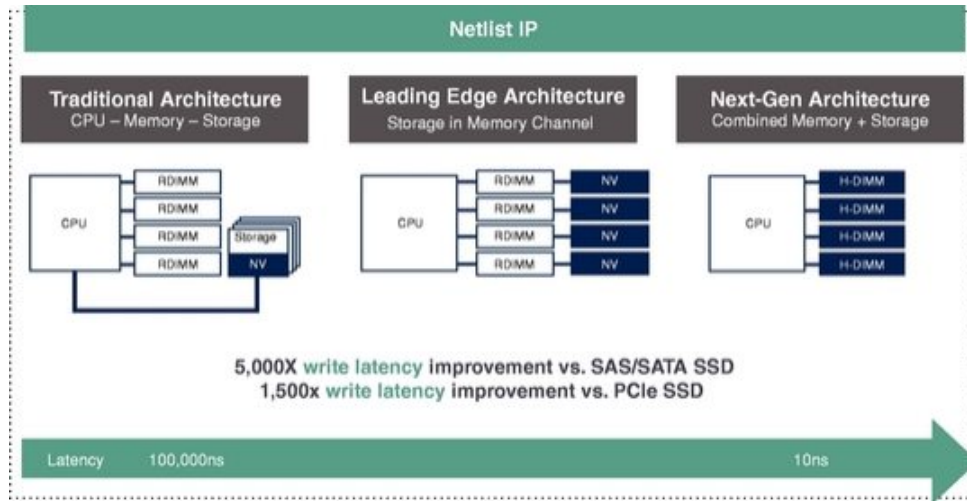 Netlist IP
Traditional Architecture
CPU – Memory – Storage
Leading Edge Architecture
Storage in Memory Channel
Next-Gen Architecture
Combined Memory + Storage
CPU
RDIMM
RDIMM
RDIMM
RDIMM
Storage
NV
CPU
RDIMM
NV
RDIMM
NV
RDIMM
NV
RDIMM
NV
CPU
H-DIMM
H-DIMM
H-DIMM
H-DIMM
5,000X write latency improvement vs. SAS/SATA SSD
1,500x write latency improvement vs. PCIe SSD
Latency 100,000ns 10ns